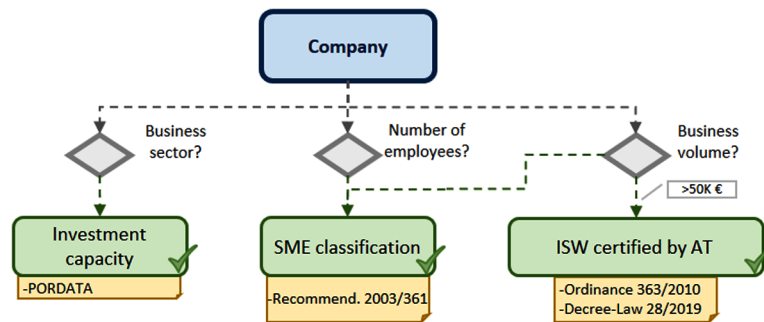 Company
Business
sector?
Number of
employees?
Business
volume?
>50K €
Investment
capacity
-PORDATA
SME classification
-Recommend. 2003/361
ISW certified by AT
-Ordinance 363/2010
-Decree-Law 28/2019